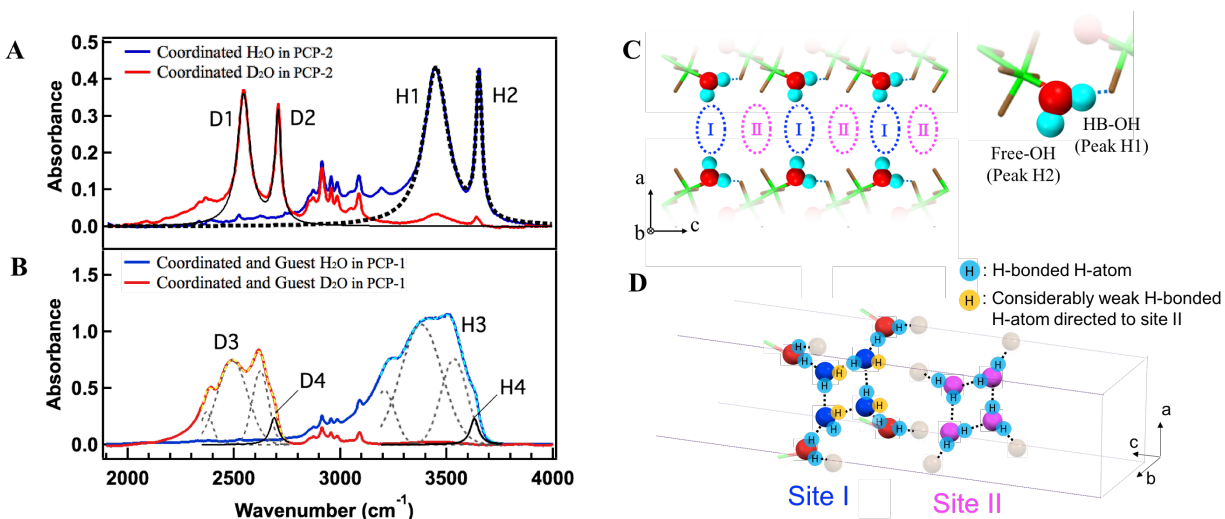 A
Absorbance
0.5
0.4
0.3
0.2
0.1
0.0
Coordinated H2O in PCP-2
Coordinated D2O in PCP-2
D1
D2
H1
H2
B
Absorbance
1.5
1.0
0.5
0.0
Coordinated and Guest H2O in PCP-1
Coordinated and Guest D2O in PCP-1
D3
D4
H3
H4
2000 2500 3000 3500 4000
Wavenumber (cm-1)
C
I II I II I II
a
b c
HB-OH
(Peak H1)
Free-OH
(Peak H2)
D
H : H-bonded H-atom
H : Considerably weak H-bonded
H-atom directed to site II
H H H H H H H H H H H H H H H H H H H H H H H H
Site I Site II
a
c
b